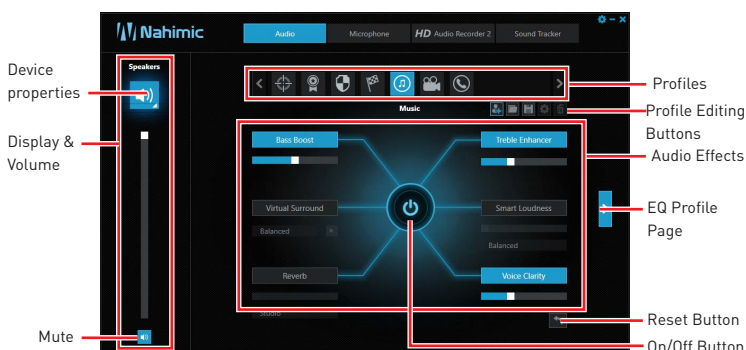 Nahimic
Audio
Microphone
HD Audio Recorder 2
Sound Tracker
Device
properties
Display &
Volume
Mute
Speakers
Music
Bass Boost
Treble Enhancer
Virtual Surround
Balanced
Smart Loudness
Balanced
Reverb
Studio
Voice Clarity
Profiles
Profile Editing
Buttons
Audio Effects
EQ Profile
Page
Reset Button
On/Off Button